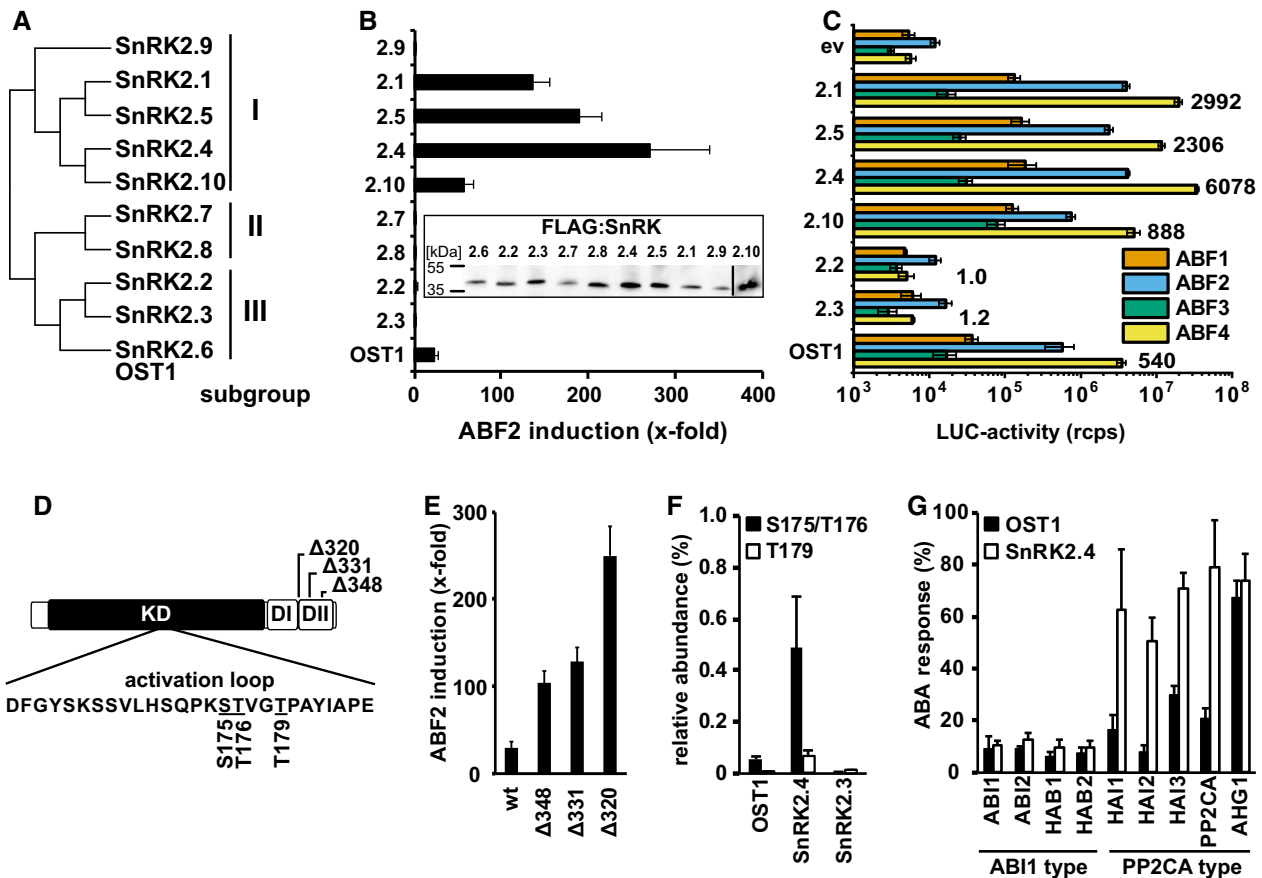 A
SnRK2.9
SnRK2.1
SnRK2.5
SnRK2.4
SnRK2.10
SnRK2.7
SnRK2.8
SnRK2.2
SnRK2.3
SnRK2.6
OST1
I
II
III
subgroup
B
2.9
2.1
2.5
2.4
2.10
2.7
2.8
2.2
2.3
OST1
FLAG:SnRK
[kDa] 2.6 2.2 2.3 2.7 2.8 2.4 2.5 2.1 2.9 2.10
55
35
0 100 200 300 400
ABF2 induction (x-fold)
C
ev
2.1
2.5
2.4
2.10
2.2
2.3
OST1
2992
2306
6078
888
1.0
1.2
540
ABF1
ABF2
ABF3
ABF4
10³ 10⁴ 10⁵ 10⁶ 10⁷ 10⁸
LUC-activity (rcps)
D
Δ320
Δ331
Δ348
KD DI DII
activation loop
DFGYSKSSVLHSQPKSTVGTPAYIAPE
S175
T176
T179
E
ABF2 induction (x-fold)
300
200
100
0
wt
Δ348
Δ331
Δ320
F
relative abundance (%)
1.0
0.8
0.6
0.4
0.2
0
S175/T176
T179
OST1
SnRK2.4
SnRK2.3
G
ABA response (%)
100
80
60
40
20
0
OST1
SnRK2.4
ABI1
ABI2
HAB1
HAB2
HAI1
HAI2
HAI3
PP2CA
AHG1
ABI1 type
PP2CA type